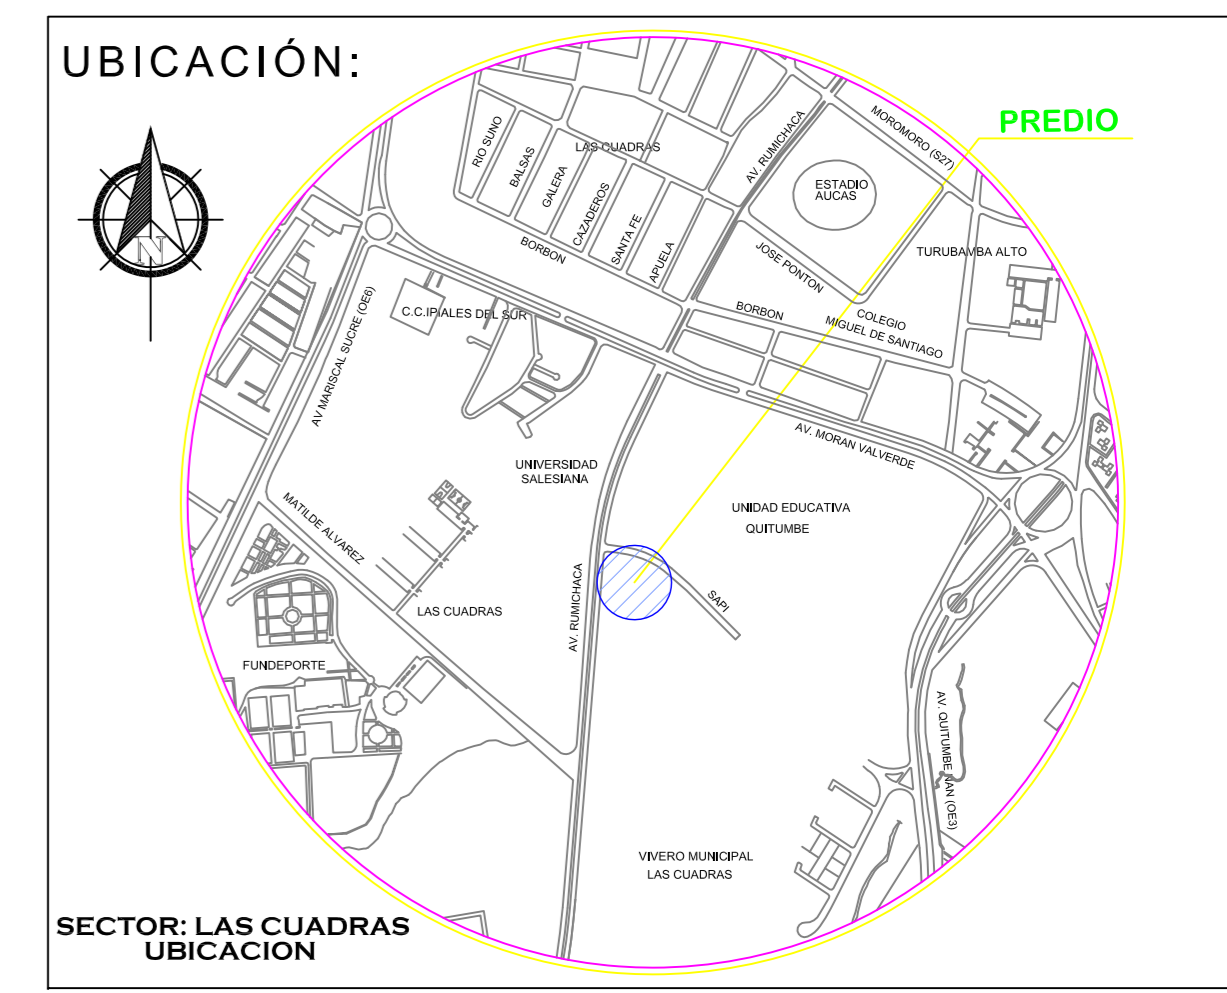 UBICACIÓN:
PREDIO
MOROMORO (S27)
AV. RUMICHACA
RIO SUNO
BALSAS
LAS CUADRAS
GALERA
CAZADEROS
SANTA FE
APUELA
BORBON
ESTADIO
AUCAS
JOSE PONTON
TURUBAMBA ALTO
BORBON
COLEGIO
MIGUEL DE SANTIAGO
C.C.IPIALES DEL SUR
AV MARISCAL SUCRE (OE6)
AV. MORAN VALVERDE
UNIVERSIDAD
SALESIANA
UNIDAD EDUCATIVA
QUITUMBE
MATILDE ALVAREZ
LAS CUADRAS
AV. RUMICHACA
SAPI
FUNDEPORTE
AV. QUITUMBE ÑAN (OE3)
VIVERO MUNICIPAL
LAS CUADRAS
N
SECTOR: LAS CUADRAS
UBICACION